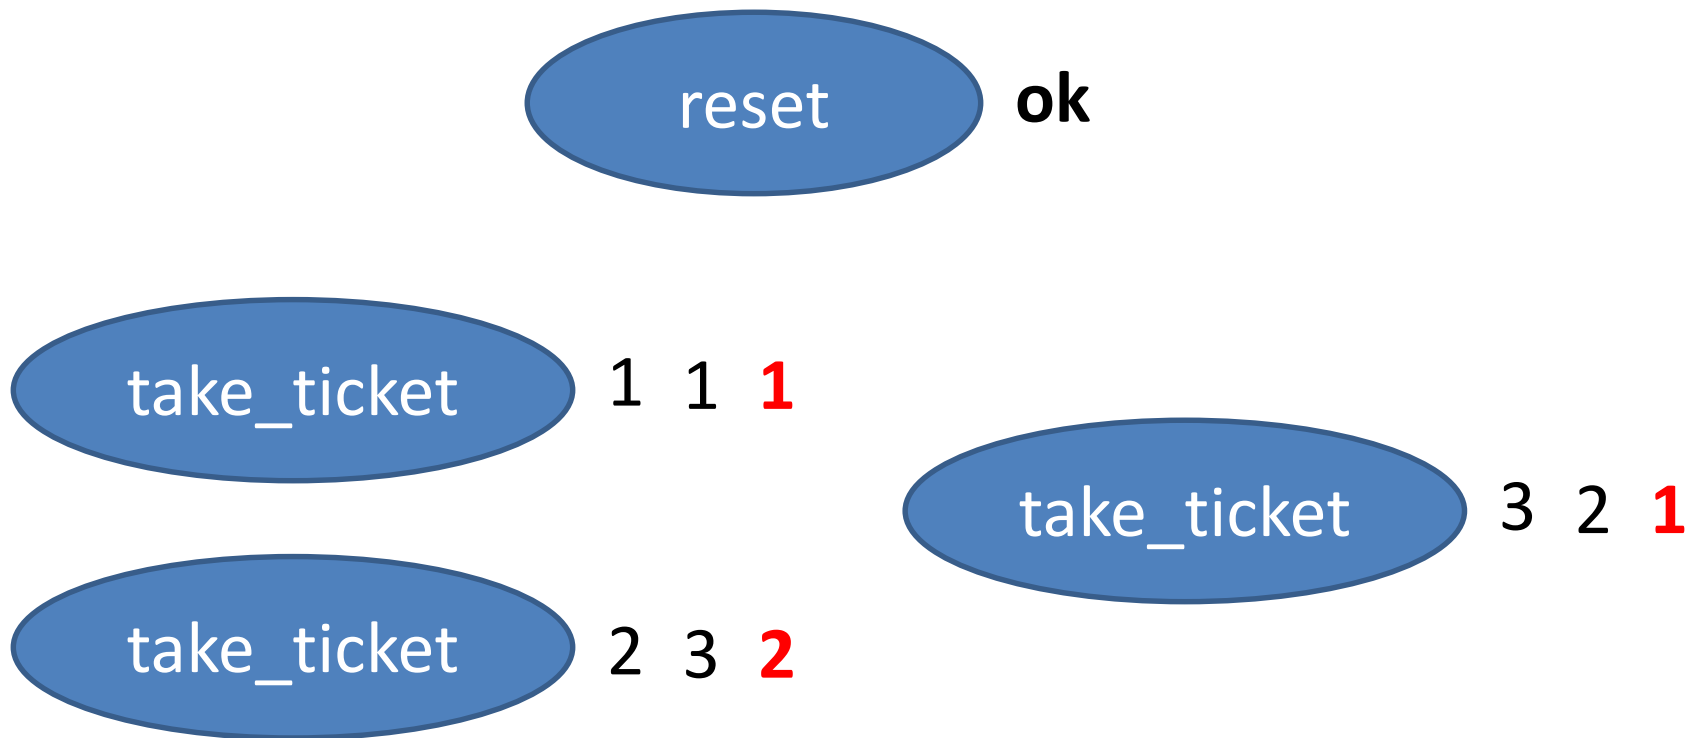 reset ok
take_ticket 1 1 1
take_ticket 3 2 1
take_ticket 2 3 2